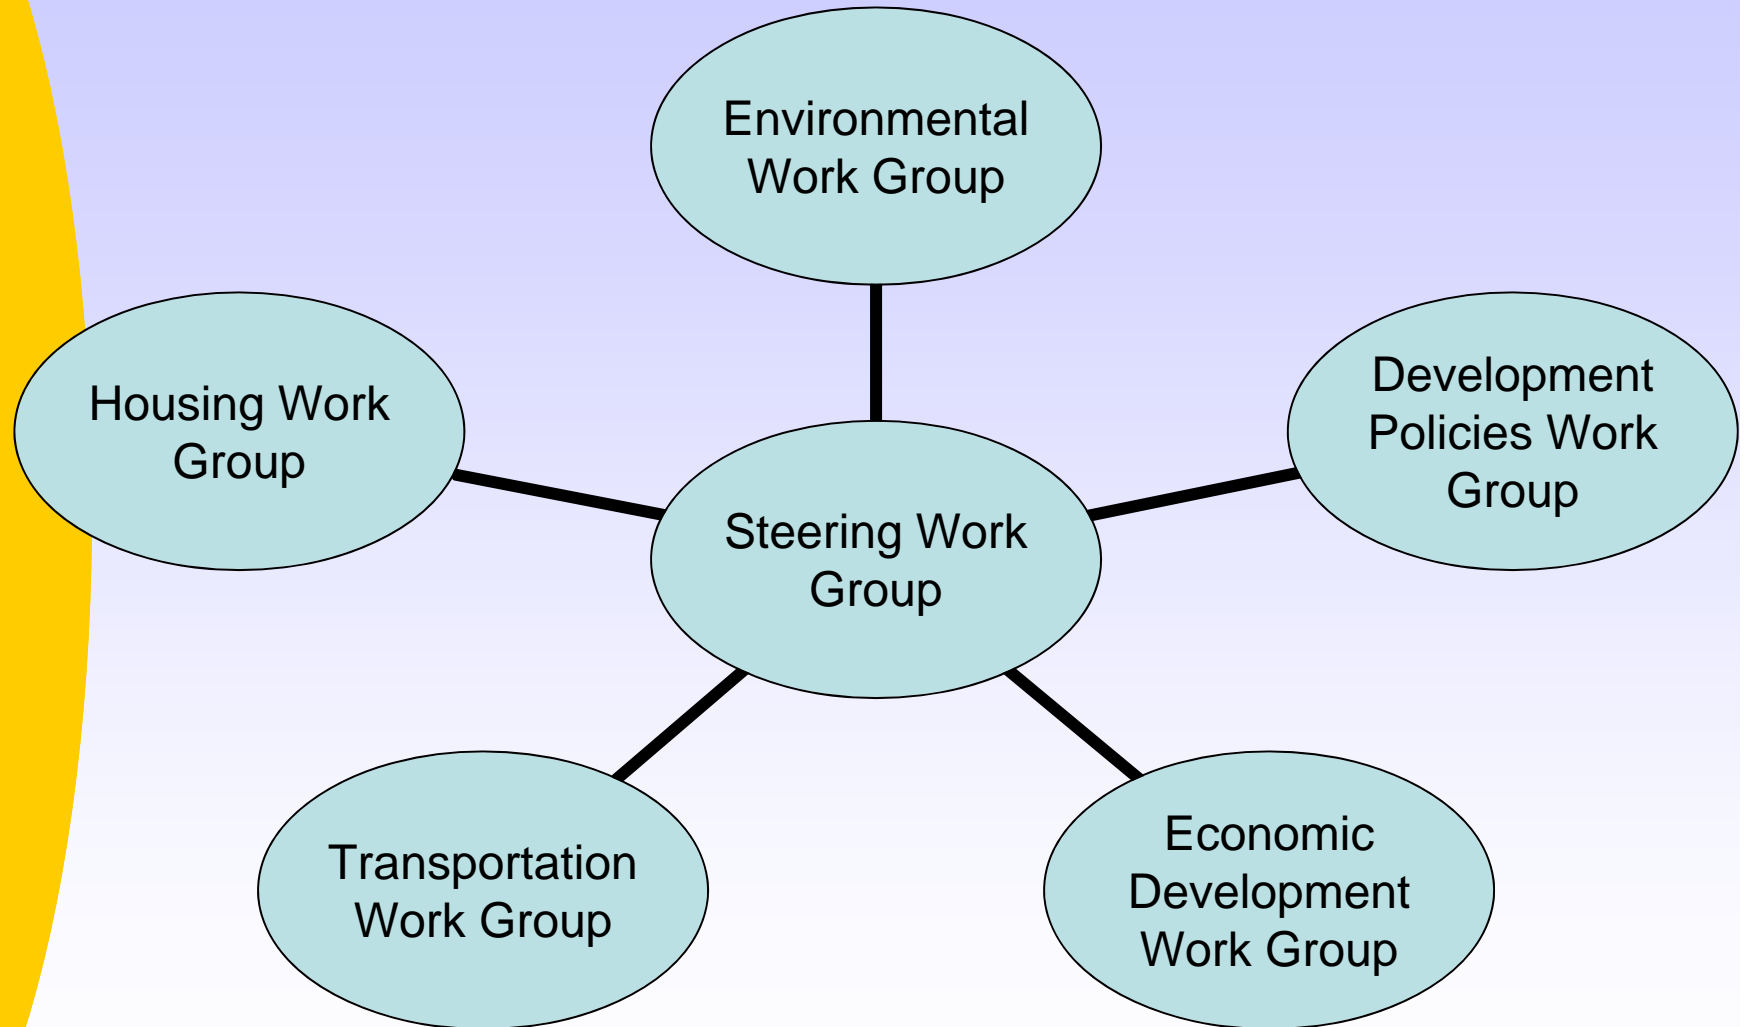 Environmental
Work Group
Housing Work
Group
Development
Policies Work
Group
Steering Work
Group
Transportation
Work Group
Economic
Development
Work Group